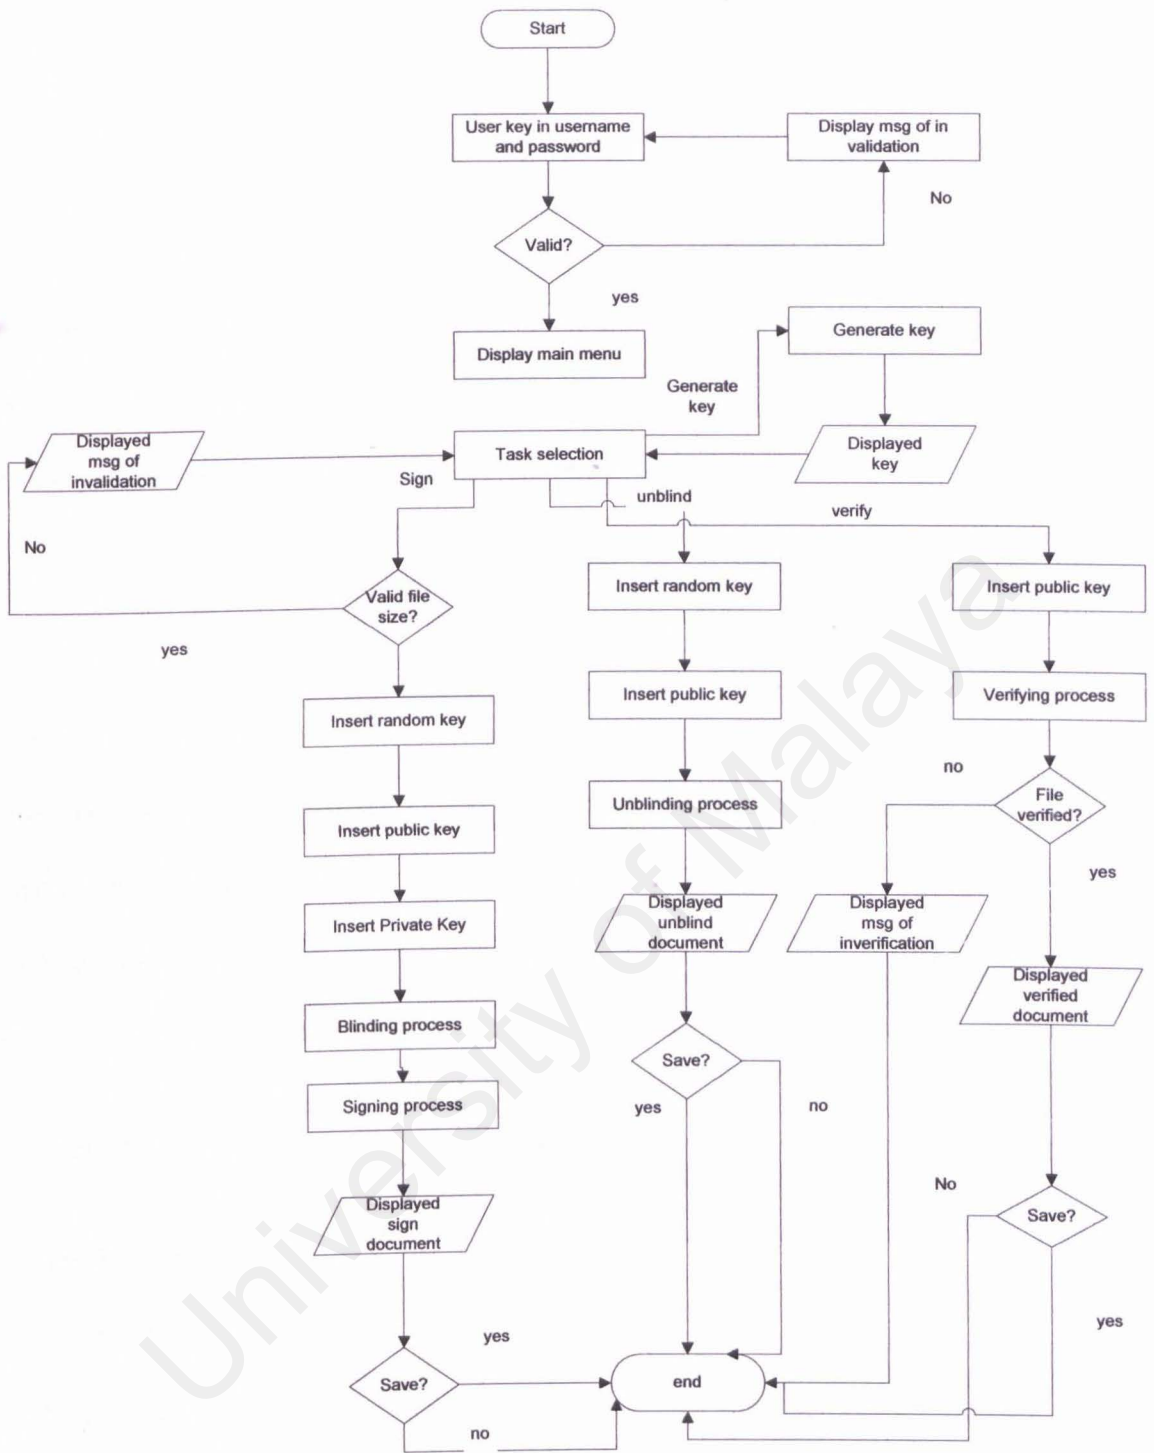 Start
User key in username
and password
Display msg of in
validation
No
Valid?
yes
Display main menu
Generate key
Generate
key
Displayed
msg of
invalidation
Task selection
Displayed
key
Sign
unblind
verify
No
Valid file
size?
yes
Insert random key
Insert public key
Insert random key
Insert public key
Verifying process
Insert public key
no
Unblinding process
File
verified?
Insert public key
yes
Insert Private Key
Displayed
unblind
document
Displayed
msg of
inverification
Displayed
verified
document
Blinding process
Save?
Signing process
yes
no
No
Displayed
sign
document
Save?
yes
yes
Save?
end
no
University of Malaya